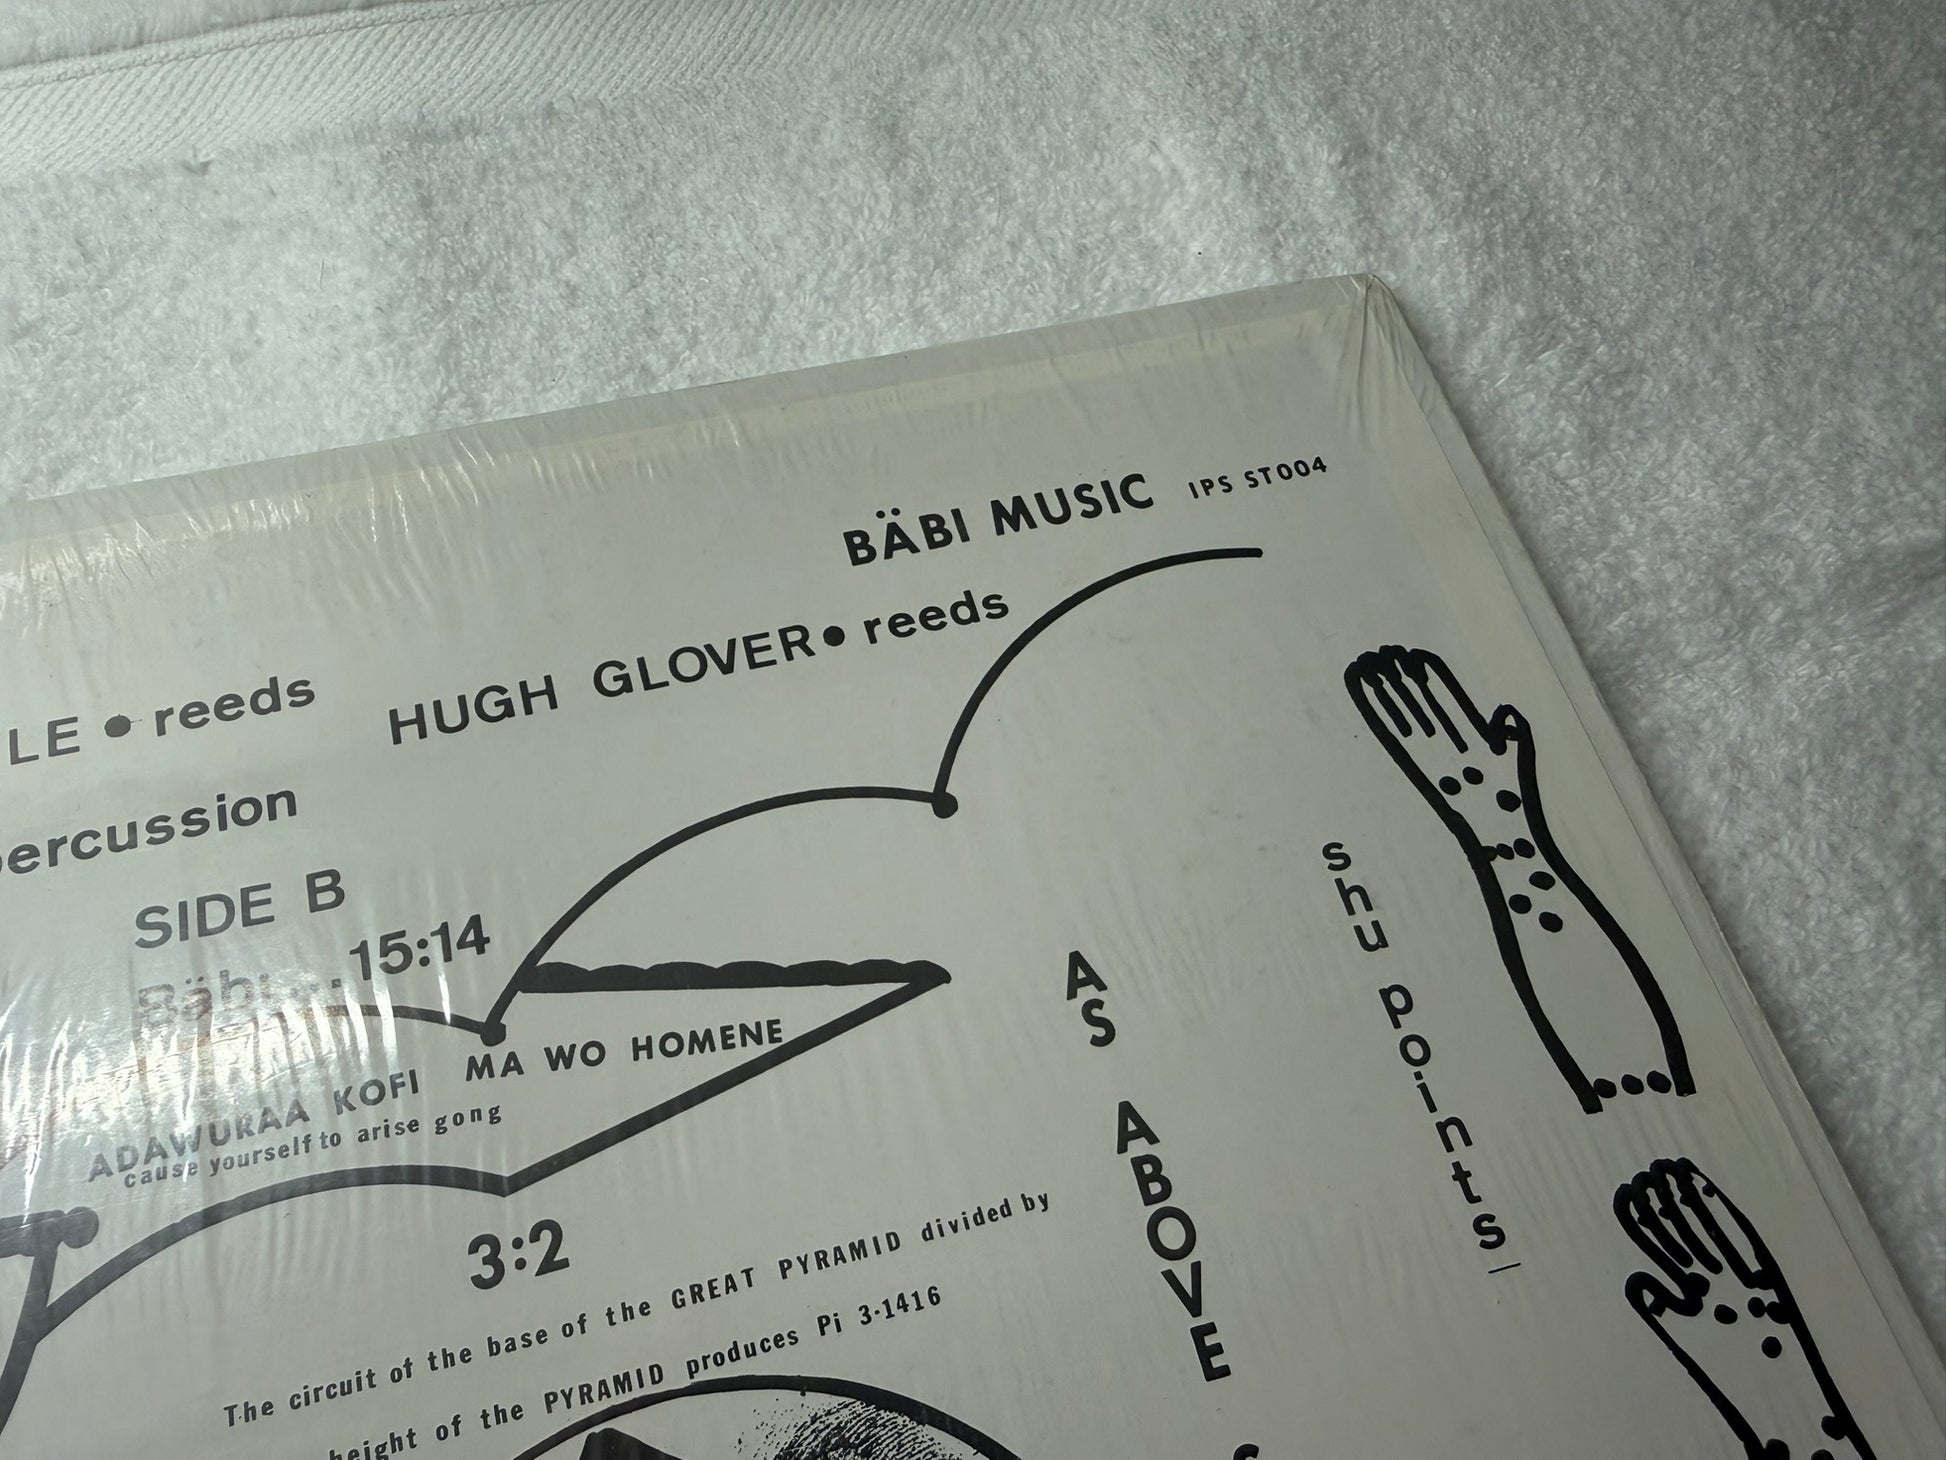 BÄBI MUSIC IPS ST004
LE • reeds HUGH GLOVER • reeds
percussion
SIDE B
Bäbi...15:14
ADAWURAA KOFI MA WO HOMENE
cause yourself to arise gong
3:2
The circuit of the base of the GREAT PYRAMID divided by
height of the PYRAMID produces Pi 3·1416
AS ABOVE
shu points